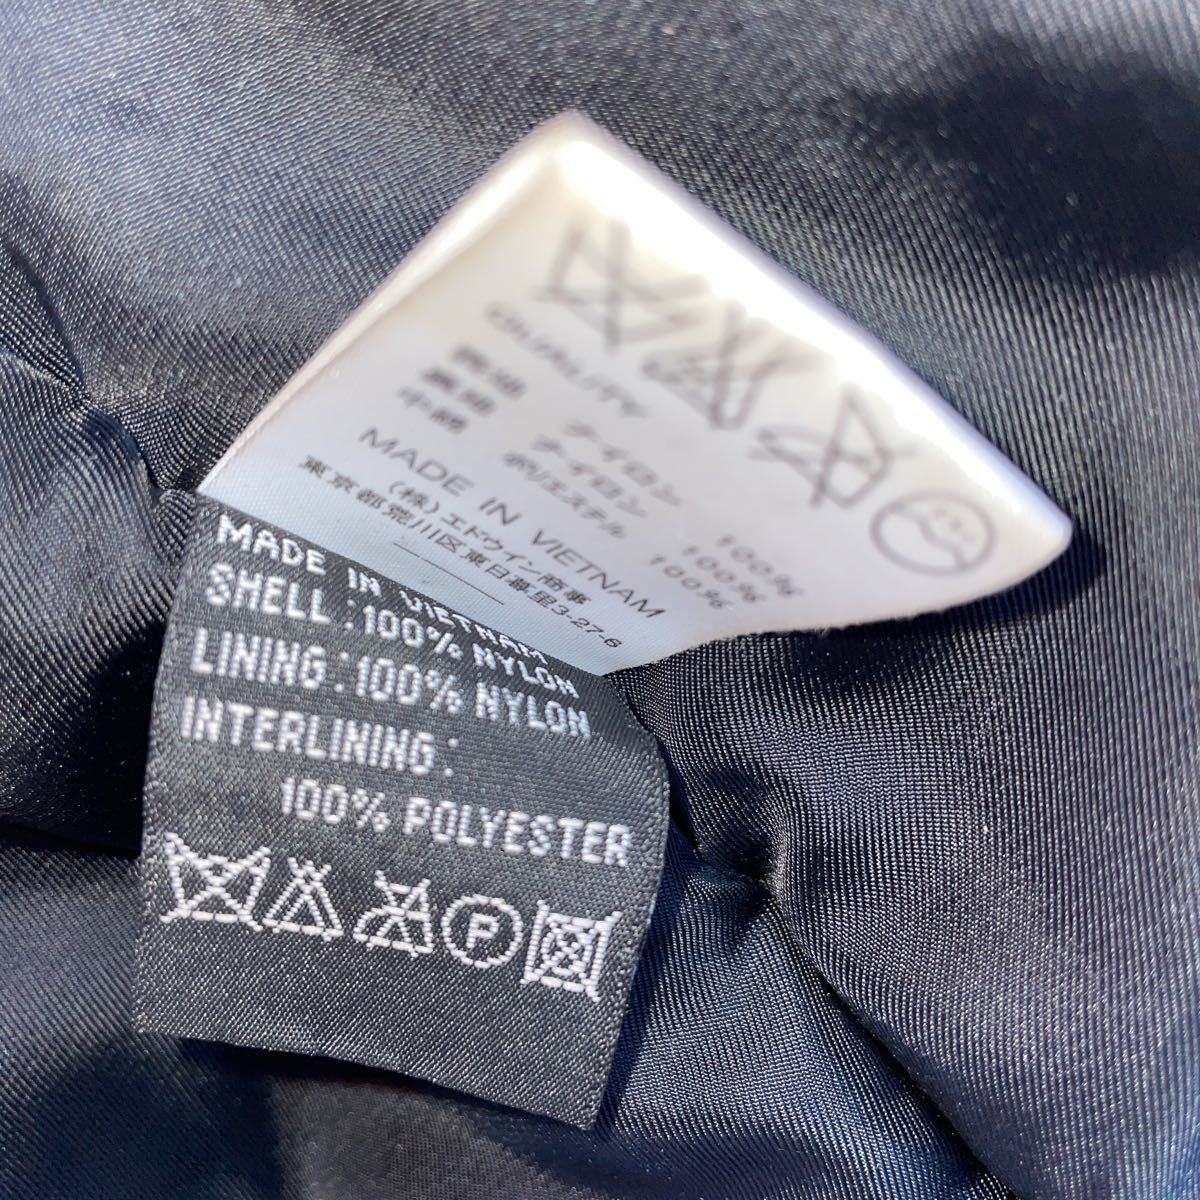 QUALITY
表地 ナイロン 100%
裏地 ナイロン 100%
中綿 ポリエステル 100%
MADE IN VIETNAM
(株)エドウイン商事
東京都荒川区東日暮里3-27-6
MADE IN VIETNAM
SHELL : 100% NYLON
LINING : 100% NYLON
INTERLINING :
100% POLYESTER
P